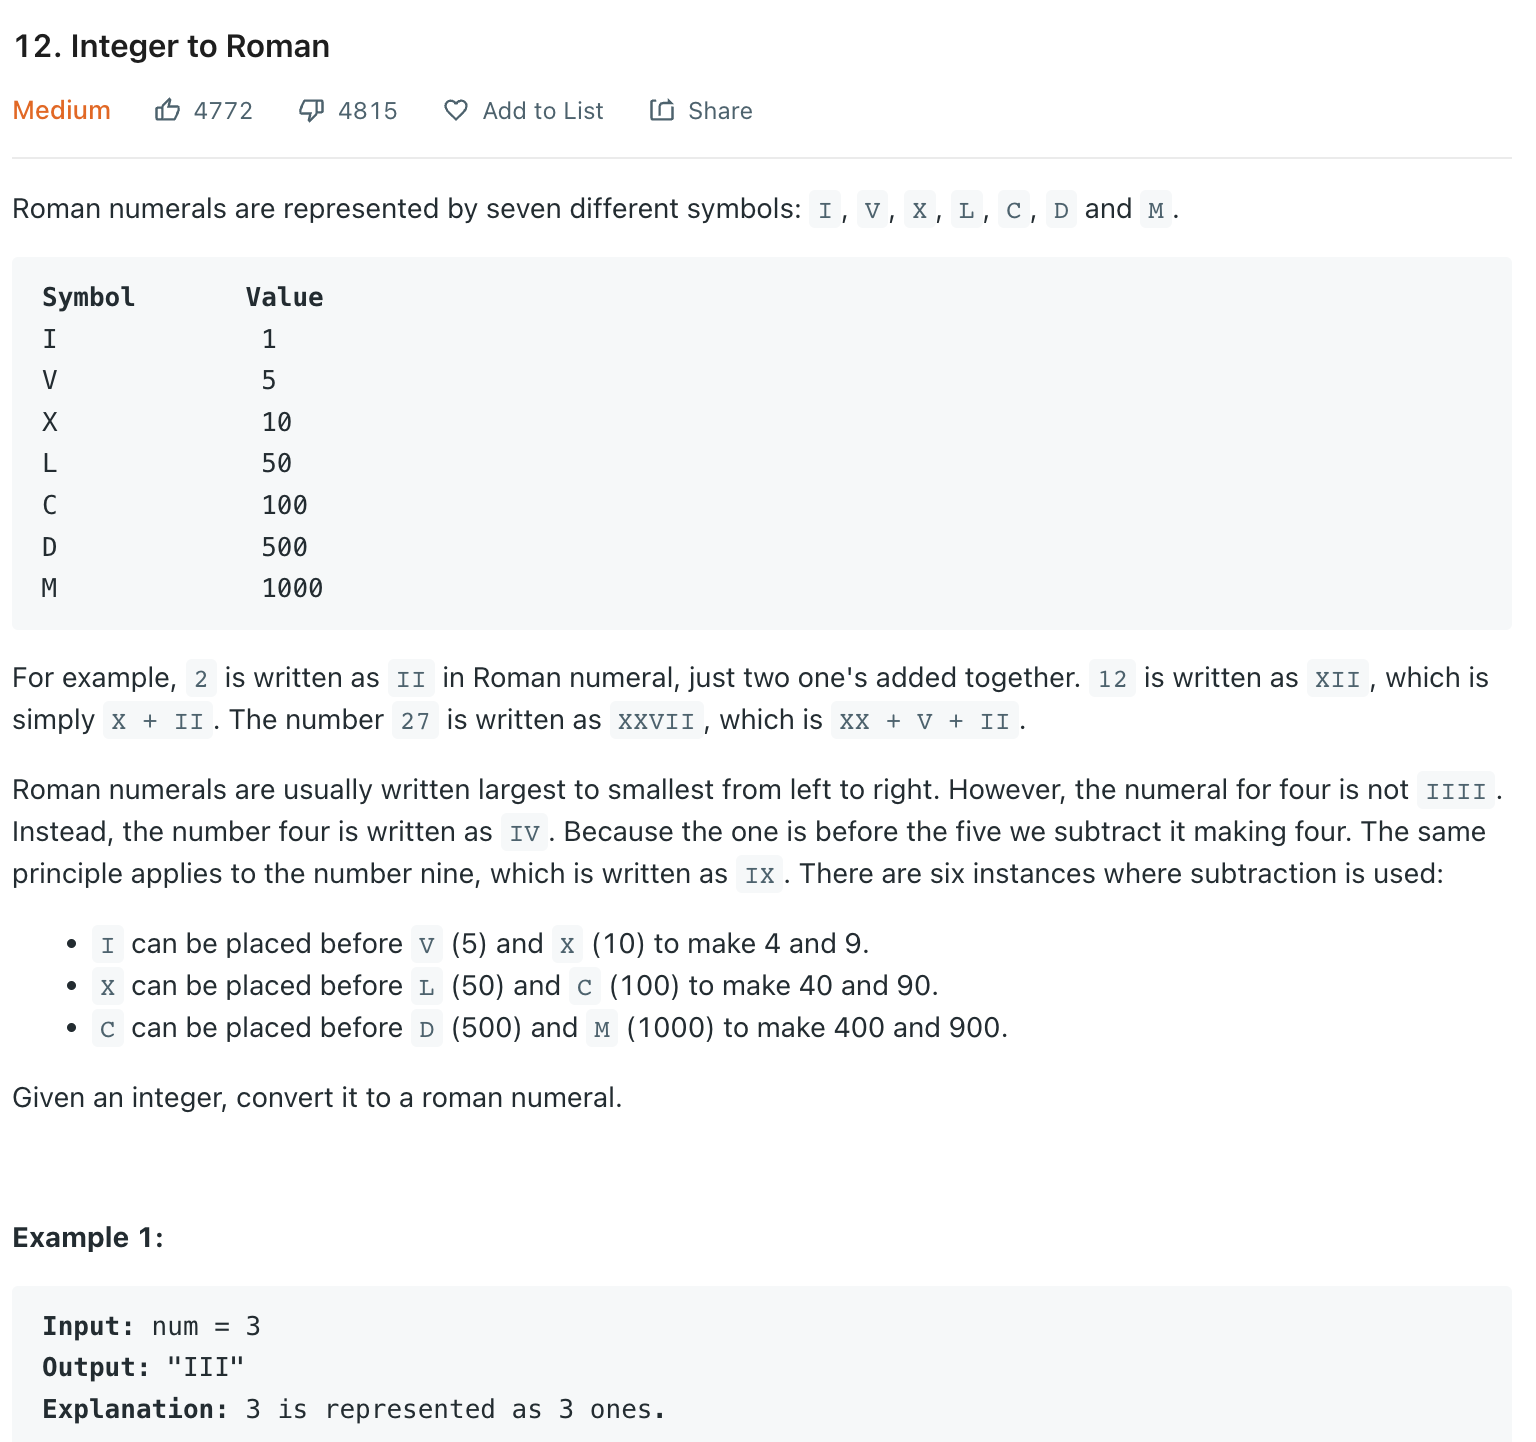 12. Integer to Roman
Medium 4772 4815 Add to List Share
Roman numerals are represented by seven different symbols: I, V, X, L, C, D and M.
Symbol Value
I 1
V 5
X 10
L 50
C 100
D 500
M 1000
For example, 2 is written as II in Roman numeral, just two one's added together. 12 is written as XII, which is
simply X + II. The number 27 is written as XXVII, which is XX + V + II.
Roman numerals are usually written largest to smallest from left to right. However, the numeral for four is not IIII.
Instead, the number four is written as IV. Because the one is before the five we subtract it making four. The same
principle applies to the number nine, which is written as IX. There are six instances where subtraction is used:
• I can be placed before V (5) and X (10) to make 4 and 9.
• X can be placed before L (50) and C (100) to make 40 and 90.
• C can be placed before D (500) and M (1000) to make 400 and 900.
Given an integer, convert it to a roman numeral.
Example 1:
Input: num = 3
Output: "III"
Explanation: 3 is represented as 3 ones.